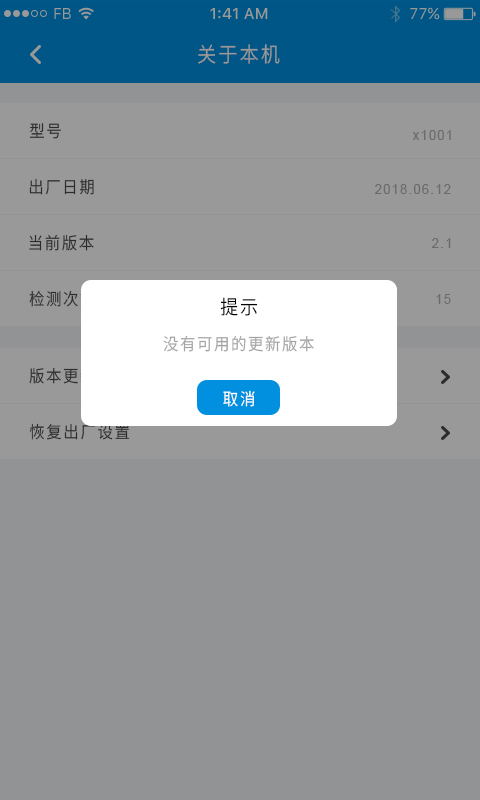 FB 1:41 AM 77%
关于本机
型号 x1001
出厂日期 2018.06.12
当前版本 2.1
检测次 15
提示
没有可用的更新版本
版本更
取消
恢复出厂设置